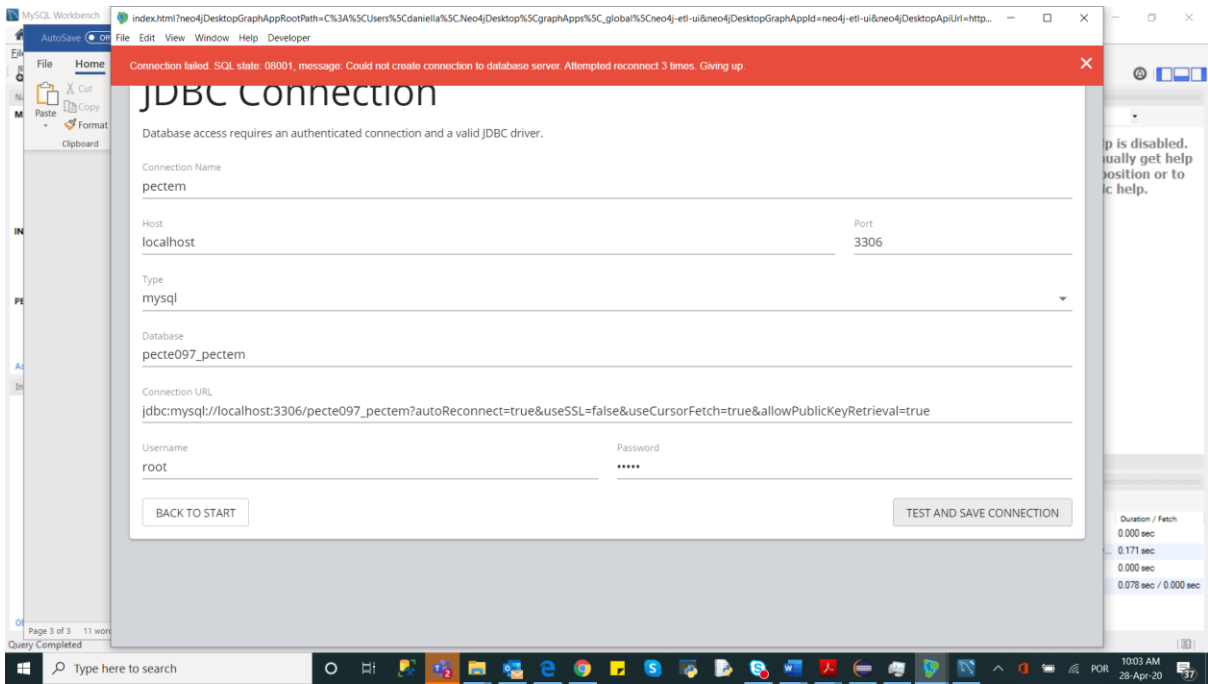 MySQL Workbench
index.html?neo4jDesktopGraphAppRootPath=C%3A%5CUsers%5Cdaniella%5C.Neo4jDesktop%5CgraphApps%5C_global%5Cneo4j-etl-ui&neo4jDesktopGraphAppId=neo4j-etl-ui&neo4jDesktopApiUrl=http...
AutoSave Off
File Edit View Window Help Developer
File Home
Connection failed. SQL state: 08001, message: Could not create connection to database server. Attempted reconnect 3 times. Giving up.
JDBC Connection
Cut
Copy
Paste
Format
Clipboard
Database access requires an authenticated connection and a valid JDBC driver.
p is disabled.
ually get help
position or to
ic help.
Connection Name
pectem
Host
Port
localhost
3306
Type
mysql
Database
pecte097_pectem
Connection URL
jdbc:mysql://localhost:3306/pecte097_pectem?autoReconnect=true&useSSL=false&useCursorFetch=true&allowPublicKeyRetrieval=true
Username
Password
root
•••••
BACK TO START
TEST AND SAVE CONNECTION
Duration / Fetch
0.000 sec
0.171 sec
0.000 sec
0.078 sec / 0.000 sec
Page 3 of 3 11 wor
Query Completed
Type here to search
POR
10:03 AM
28-Apr-20
37